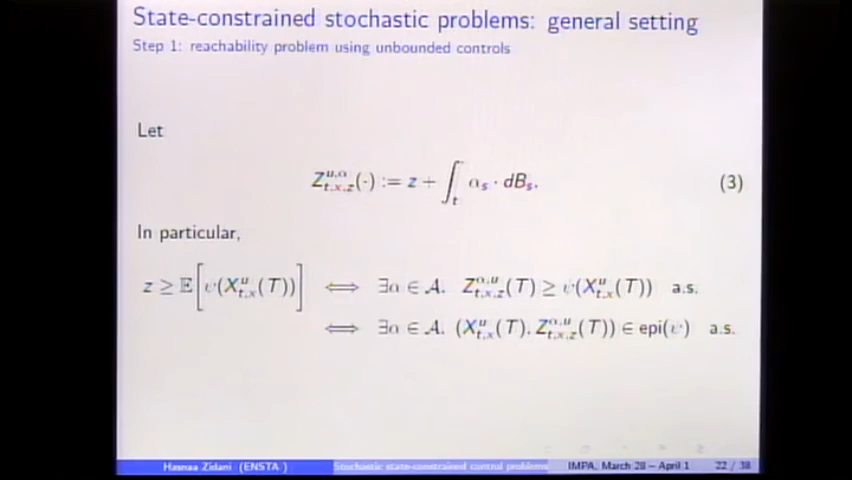 State-constrained stochastic problems: general setting
Step 1: reachability problem using unbounded controls
Let
Z^{u,α}_{t,x,z}(·) := z + ∫_t^· α_s · dB_s. (3)
In particular,
z ≥ 𝔼[ψ(X^u_{t,x}(T))] ⟺ ∃α ∈ 𝒜, Z^{α,u}_{t,x,z}(T) ≥ ψ(X^u_{t,x}(T)) a.s.
⟺ ∃α ∈ 𝒜, (X^u_{t,x}(T), Z^{α,u}_{t,x,z}(T)) ∈ epi(ψ) a.s.
Hasnaa Zidani (ENSTA ) Stochastic state-constrained control problems IMPA, March 28 – April 1 22 / 38